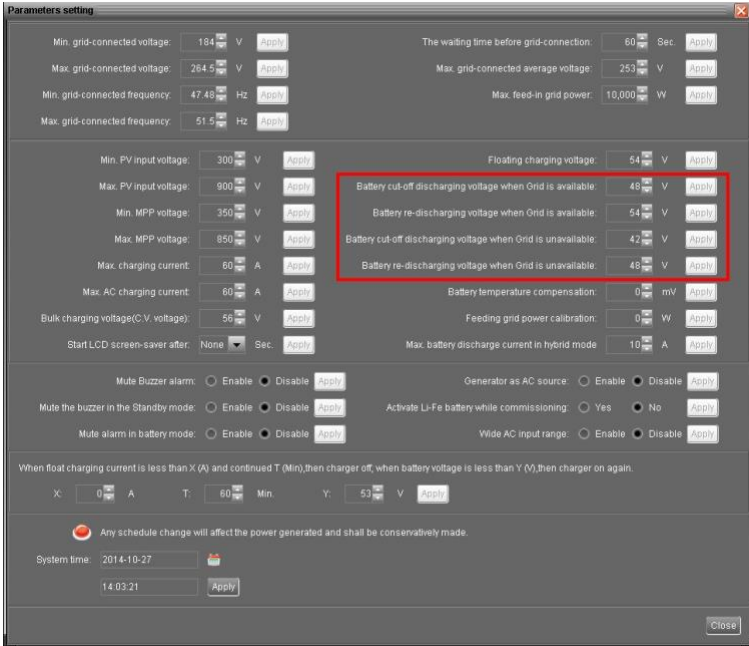 Parameters setting
Min. grid-connected voltage: 184 V Apply The waiting time before grid-connection: 60 Sec. Apply
Max. grid-connected voltage: 264.5 V Apply Max. grid-connected average voltage: 253 V Apply
Min. grid-connected frequency: 47.48 Hz Apply Max. feed-in grid power: 10,000 W Apply
Max. grid-connected frequency: 51.5 Hz Apply
Min. PV input voltage: 300 V Apply Floating charging voltage: 54 V Apply
Max. PV input voltage: 900 V Apply Battery cut-off discharging voltage when Grid is available: 48 V Apply
Min. MPP voltage: 350 V Apply Battery re-discharging voltage when Grid is available: 54 V Apply
Max. MPP voltage: 850 V Apply Battery cut-off discharging voltage when Grid is unavailable: 42 V Apply
Max. charging current: 60 A Apply Battery re-discharging voltage when Grid is unavailable: 48 V Apply
Max. AC charging current: 60 A Apply Battery temperature compensation: 0 mV Apply
Bulk charging voltage(C.V. voltage): 56 V Apply Feeding grid power calibration: 0 W Apply
Start LCD screen-saver after: None Sec. Apply Max. battery discharge current in hybrid mode 10 A Apply
Mute Buzzer alarm: Enable Disable Apply Generator as AC source: Enable Disable Apply
Mute the buzzer in the Standby mode: Enable Disable Apply Activate Li-Fe battery while commissioning: Yes No Apply
Mute alarm in battery mode: Enable Disable Apply Wide AC input range: Enable Disable Apply
When float charging current is less than X (A) and continued T (Min),then charger off, when battery voltage is less than Y (V),then charger on again.
X: 0 A T: 60 Min. Y: 53 V Apply
Any schedule change will affect the power generated and shall be conservatively made.
System time: 2014-10-27
14:03:21 Apply
Close